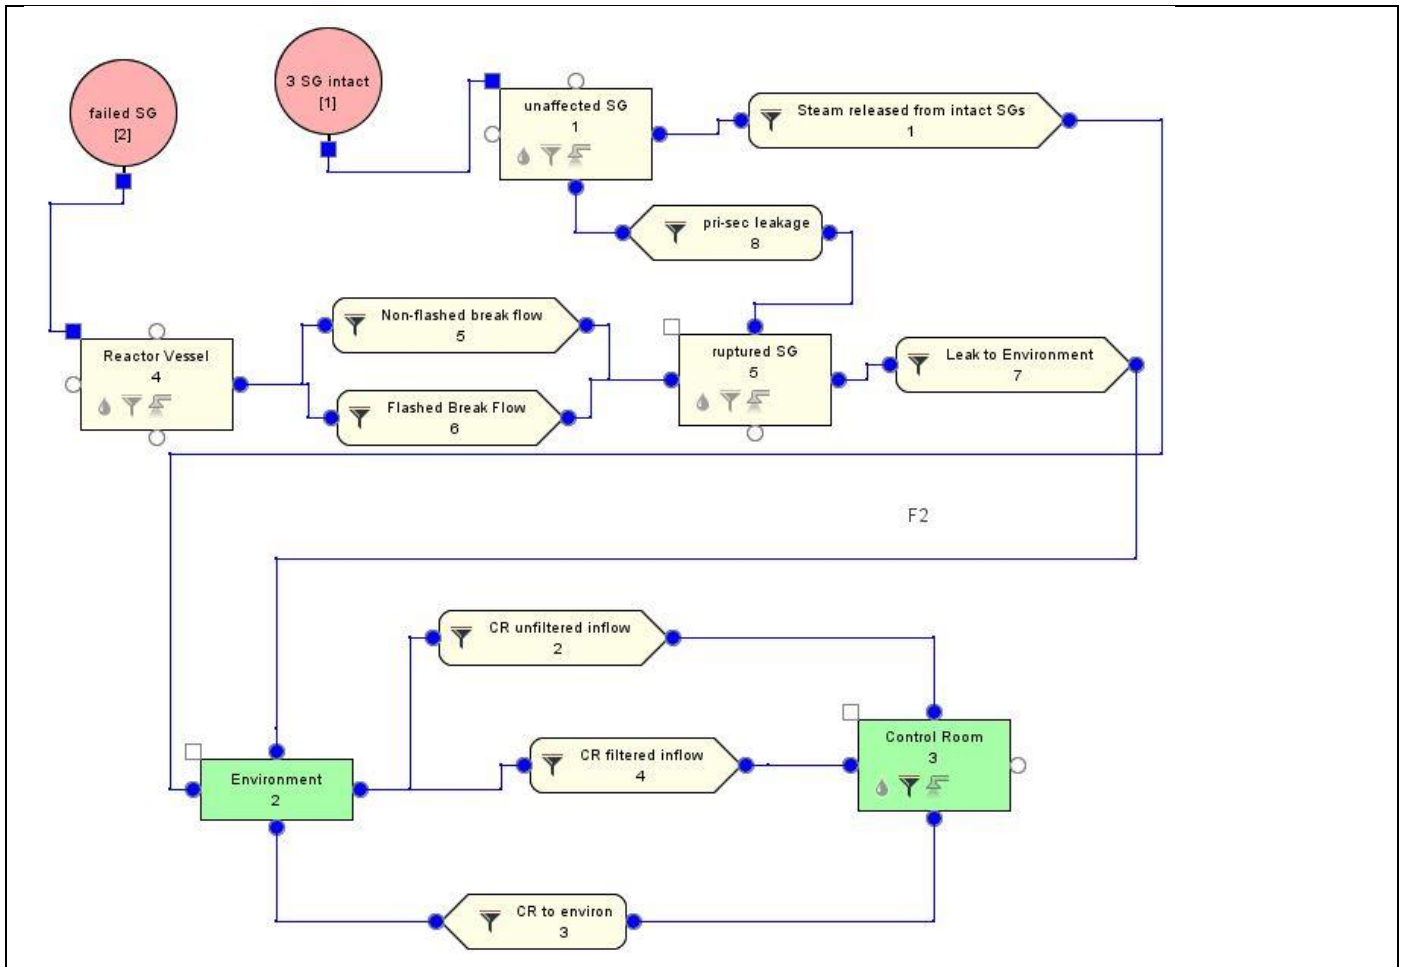 failed SG
[2]
3 SG intact
[1]
unaffected SG
1
Steam released from intact SGs
1
pri-sec leakage
8
Non-flashed break flow
5
Reactor Vessel
4
Flashed Break Flow
6
ruptured SG
5
Leak to Environment
7
F2
CR unfiltered inflow
2
CR filtered inflow
4
Control Room
3
Environment
2
CR to environ
3